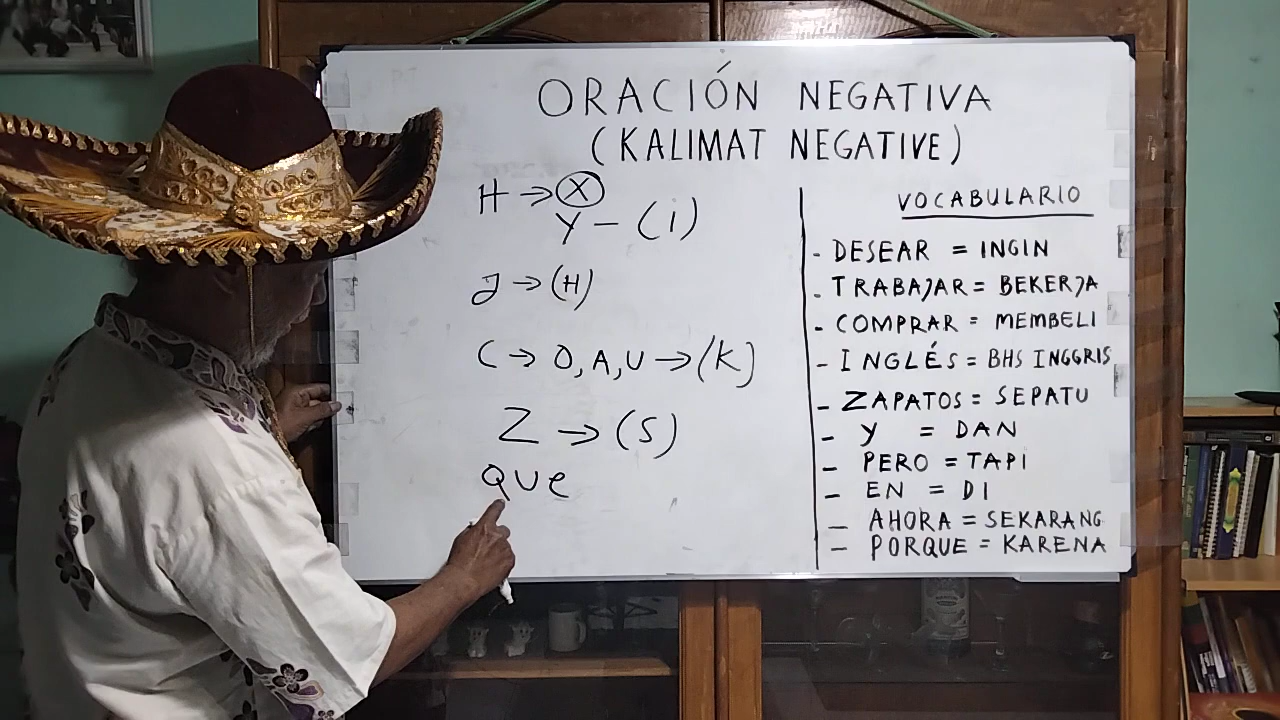 ORACIÓN NEGATIVA
(KALIMAT NEGATIVE)
H → X
Y - (i)
J → (H)
C → O, A, U → (K)
Z → (S)
QUe
VOCABULARIO
- DESEAR = INGIN
- TRABAJAR = BEKERJA
- COMPRAR = MEMBELI
- INGLÉS = BHS INGGRIS
- ZAPATOS = SEPATU
- Y = DAN
- PERO = TAPI
- EN = DI
- AHORA = SEKARANG
- PORQUE = KARENA